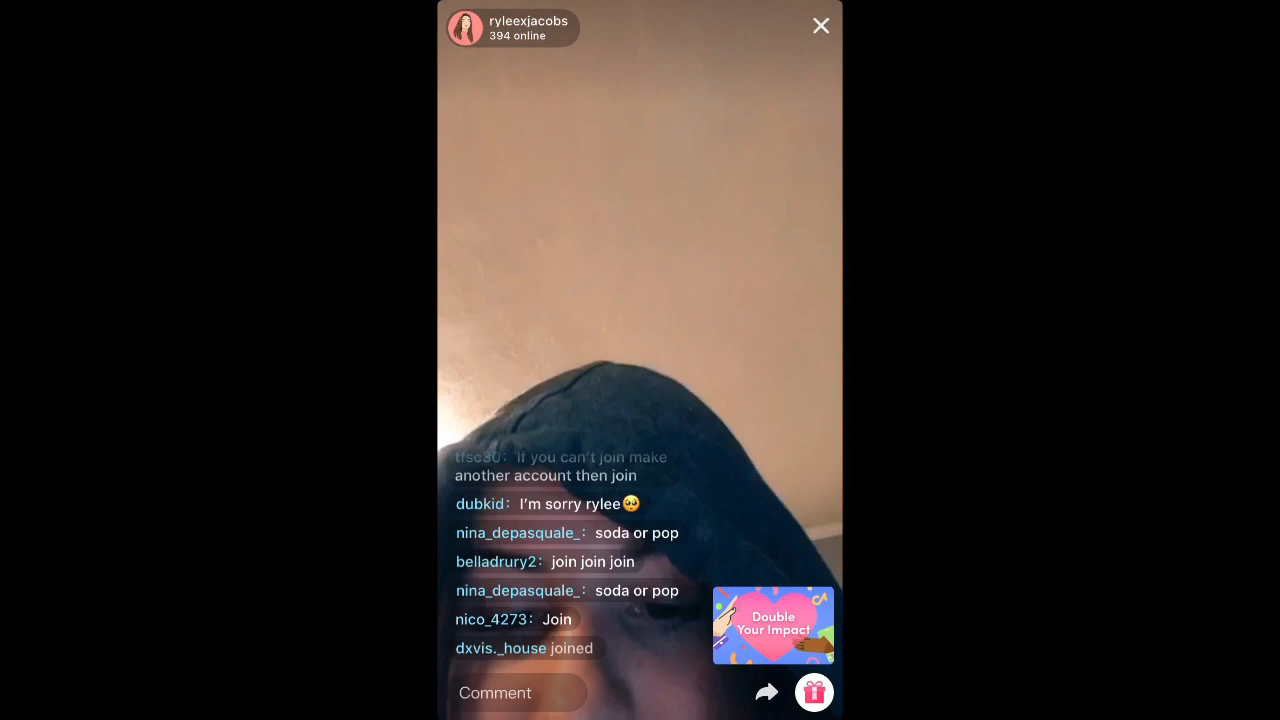 ryleexjacobs
394 online
tfsc30: If you can't join make
another account then join
dubkid: I'm sorry rylee🥺
nina_depasquale_: soda or pop
belladrury2: join join join
nina_depasquale_: soda or pop
nico_4273: Join
dxvis._house joined
Double
Your Impact
Comment